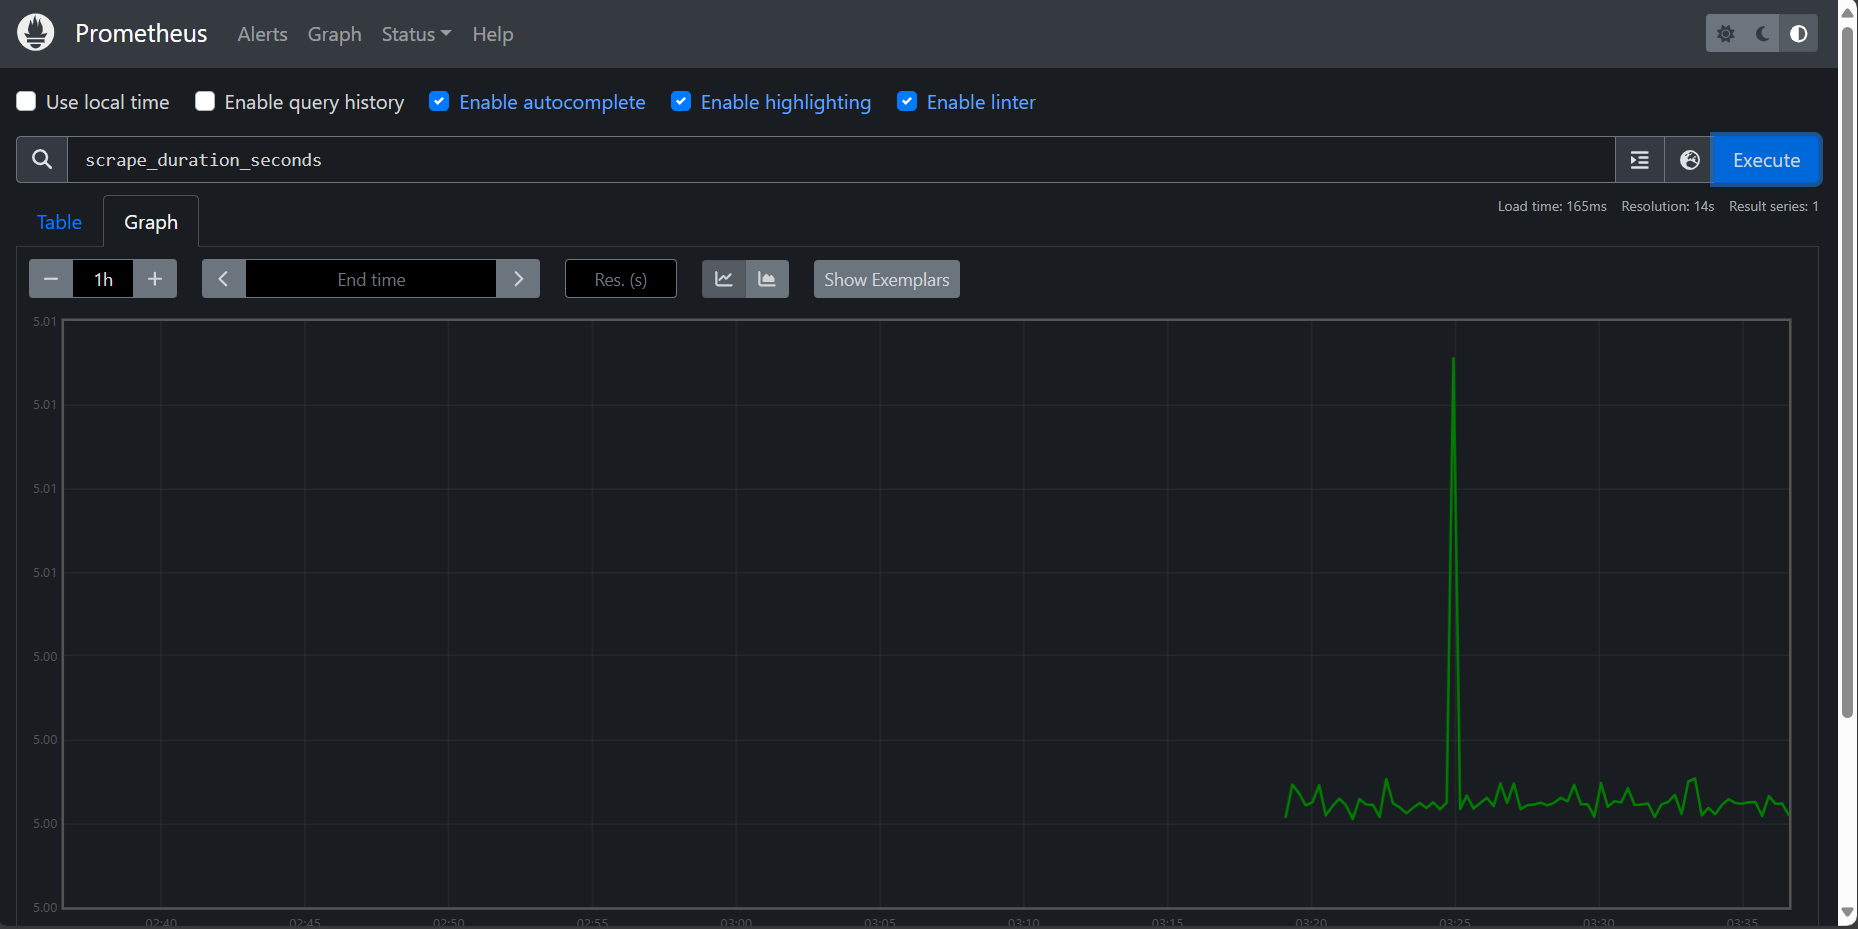 Prometheus Alerts Graph Status Help
Use local time Enable query history Enable autocomplete Enable highlighting Enable linter
scrape_duration_seconds Execute
Load time: 165ms Resolution: 14s Result series: 1
Table Graph
1h End time Res. (s) Show Exemplars
5.01
5.01
5.01
5.01
5.00
5.00
5.00
5.00
02:40 02:45 02:50 02:55 03:00 03:05 03:10 03:15 03:20 03:25 03:30 03:35